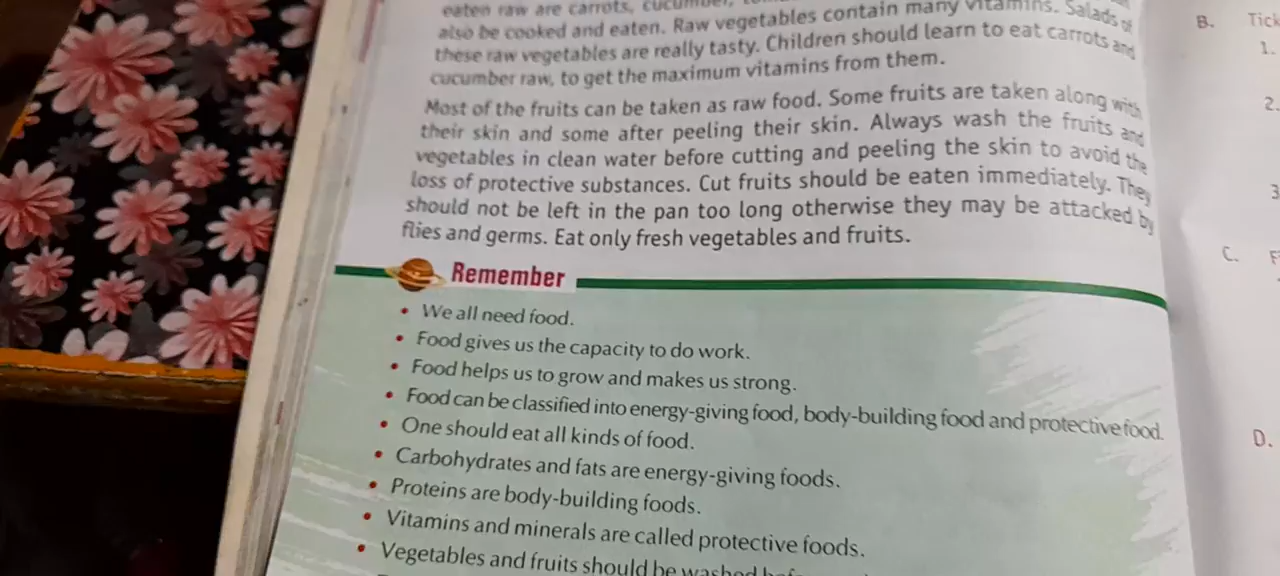 eaten raw are carrots, cucumber,
also be cooked and eaten. Raw vegetables contain many vitamins. Salads of
these raw vegetables are really tasty. Children should learn to eat carrots and
cucumber raw, to get the maximum vitamins from them.
Most of the fruits can be taken as raw food. Some fruits are taken along with
their skin and some after peeling their skin. Always wash the fruits and
vegetables in clean water before cutting and peeling the skin to avoid the
loss of protective substances. Cut fruits should be eaten immediately. They
should not be left in the pan too long otherwise they may be attacked by
flies and germs. Eat only fresh vegetables and fruits.
Remember
• We all need food.
• Food gives us the capacity to do work.
• Food helps us to grow and makes us strong.
• Food can be classified into energy-giving food, body-building food and protective food.
• One should eat all kinds of food.
• Carbohydrates and fats are energy-giving foods.
• Proteins are body-building foods.
• Vitamins and minerals are called protective foods.
• Vegetables and fruits should be washed
B. Tick
1.
2.
3
C. F
D.